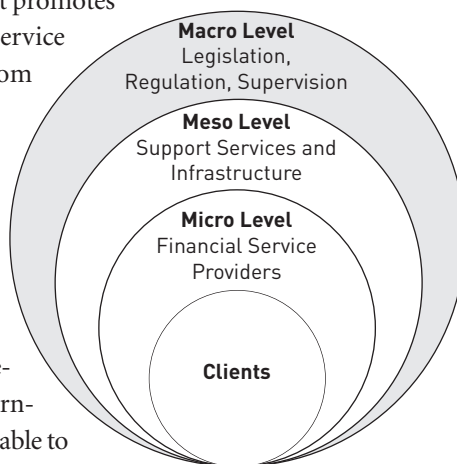 promotes
ervice
om
Macro Level
Legislation,
Regulation, Supervision
Meso Level
Support Services and
Infrastructure
Micro Level
Financial Service
Providers
Clients
e-
rn-
able to